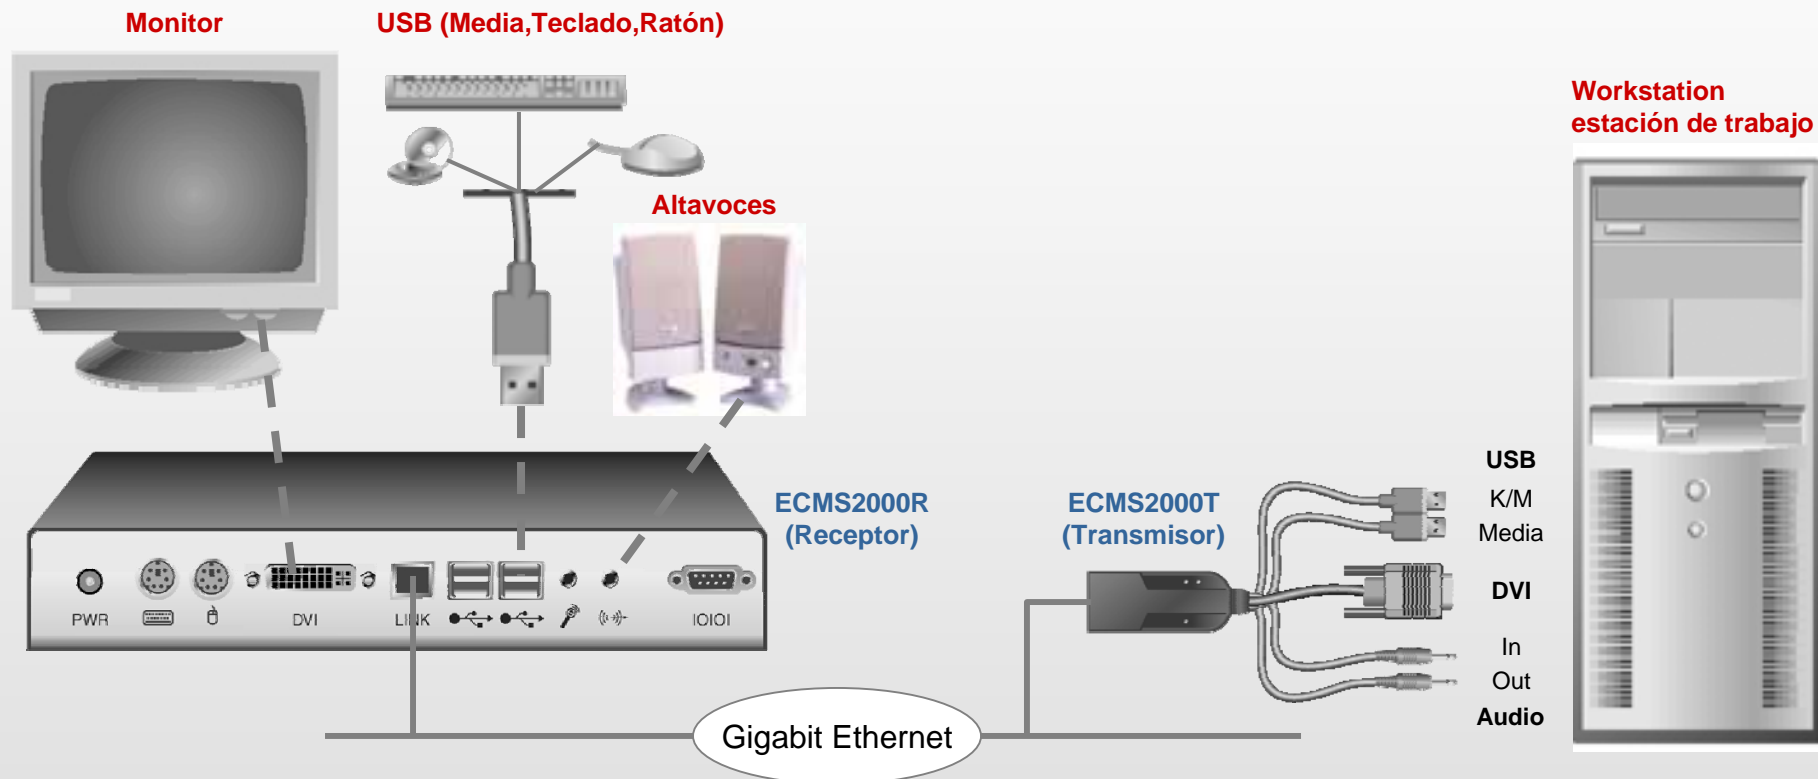 Monitor
USB (Media,Teclado,Ratón)
Workstation
estación de trabajo
Altavoces
ECMS2000R
(Receptor)
ECMS2000T
(Transmisor)
USB
K/M
Media
DVI
In
Out
Audio
PWR
DVI
LINK
IOIOI
Gigabit Ethernet